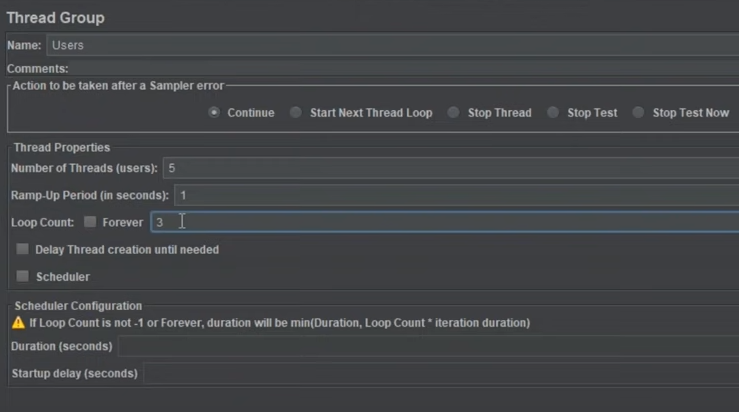 Thread Group
Name: Users
Comments:
Action to be taken after a Sampler error
Continue Start Next Thread Loop Stop Thread Stop Test Stop Test Now
Thread Properties
Number of Threads (users): 5
Ramp-Up Period (in seconds): 1
Loop Count: Forever 3
Delay Thread creation until needed
Scheduler
Scheduler Configuration
If Loop Count is not -1 or Forever, duration will be min(Duration, Loop Count * iteration duration)
Duration (seconds)
Startup delay (seconds)